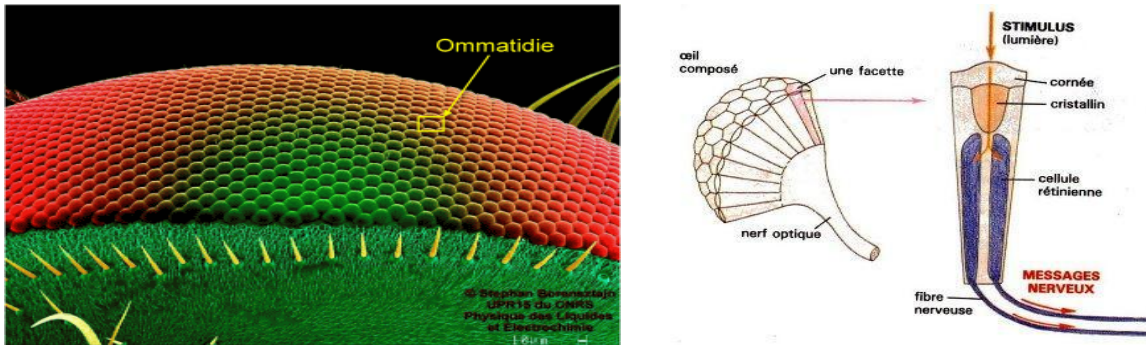 Ommatidie
© Stephan Borensztajn
UPR15 du CNRS
Physique des Liquides
et Electrochimie
œil
composé
une facette
nerf optique
STIMULUS
(lumière)
cornée
cristallin
cellule
rétinienne
MESSAGES
NERVEUX
fibre
nerveuse